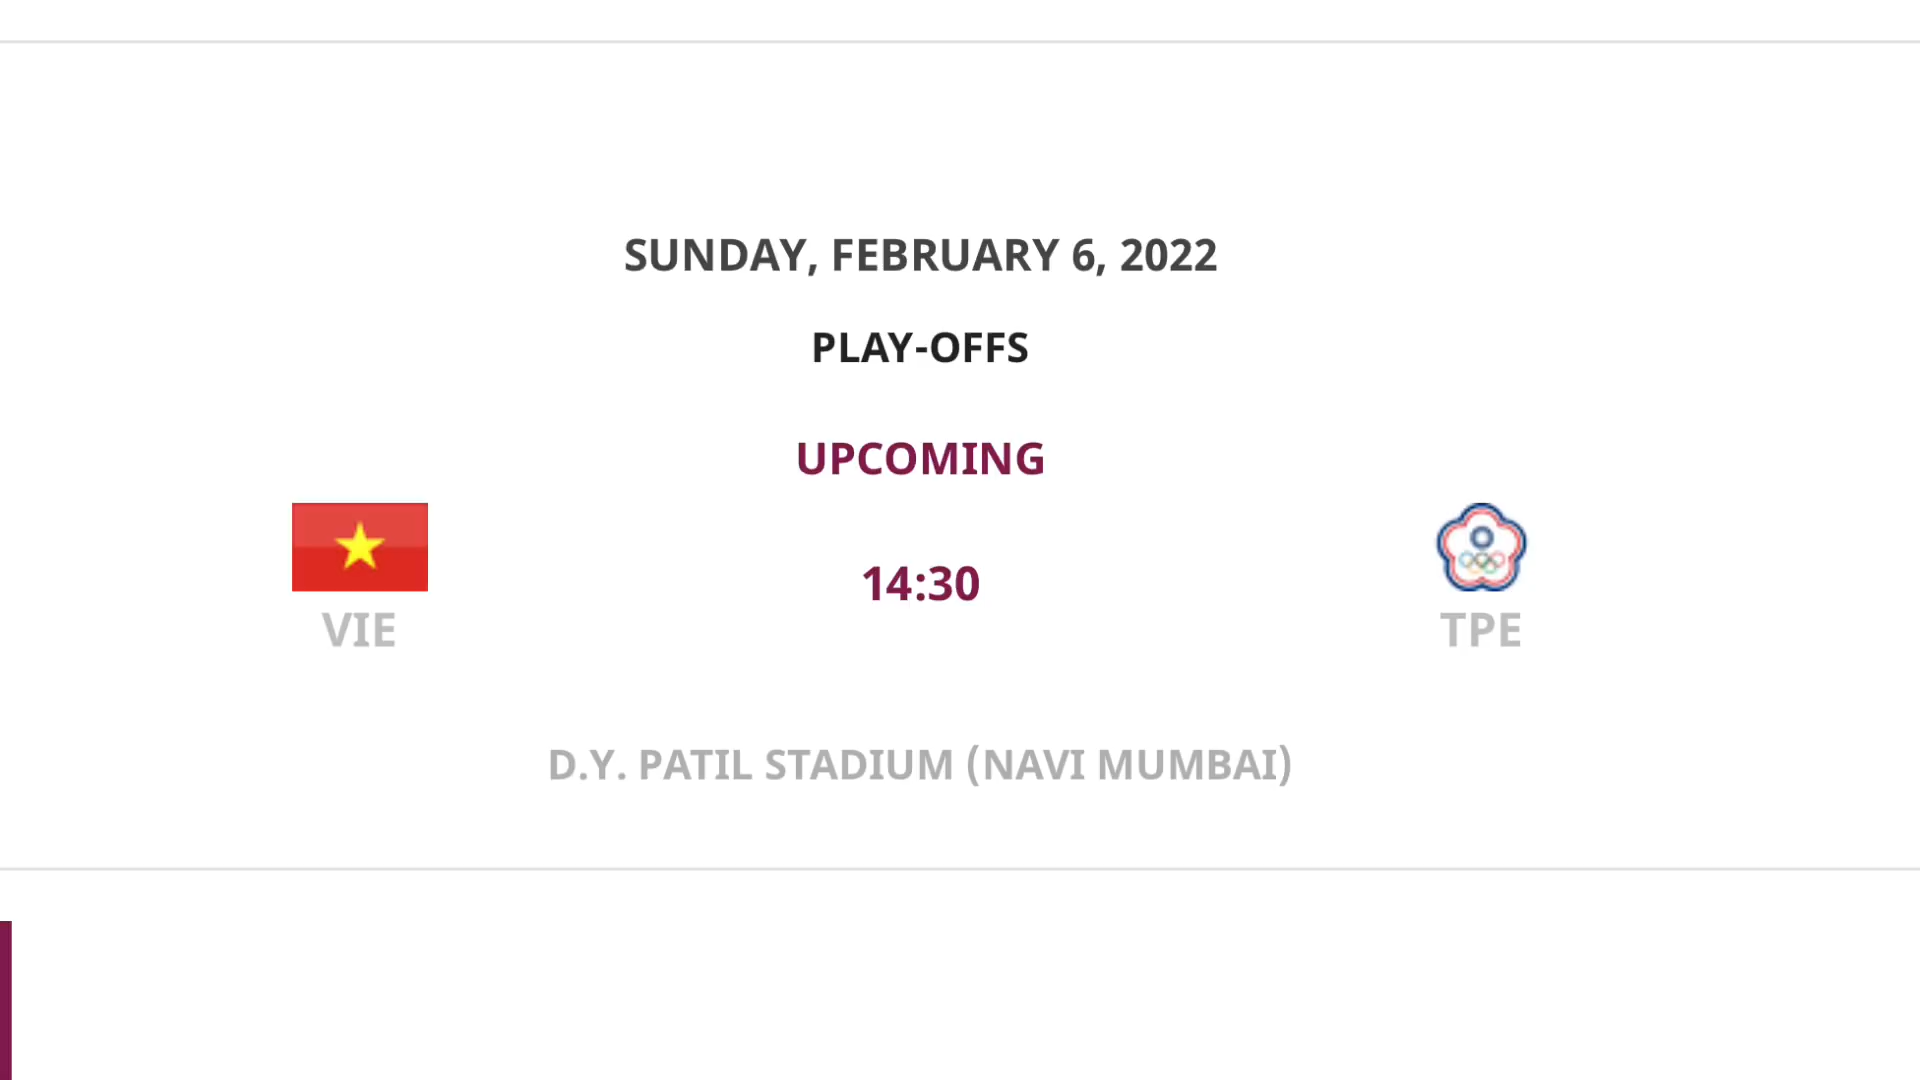 SUNDAY, FEBRUARY 6, 2022
PLAY-OFFS
UPCOMING
14:30
VIE
TPE
D.Y. PATIL STADIUM (NAVI MUMBAI)